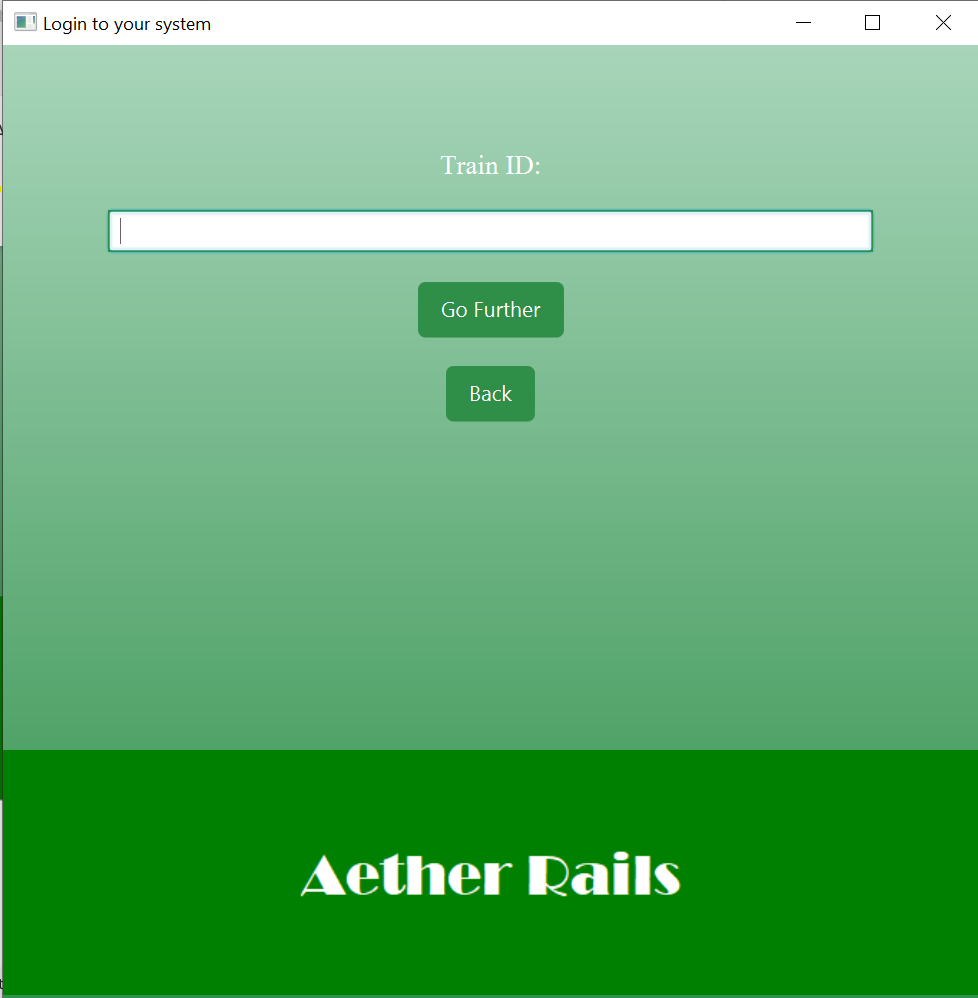 Login to your system
Train ID:
Go Further
Back
Aether Rails